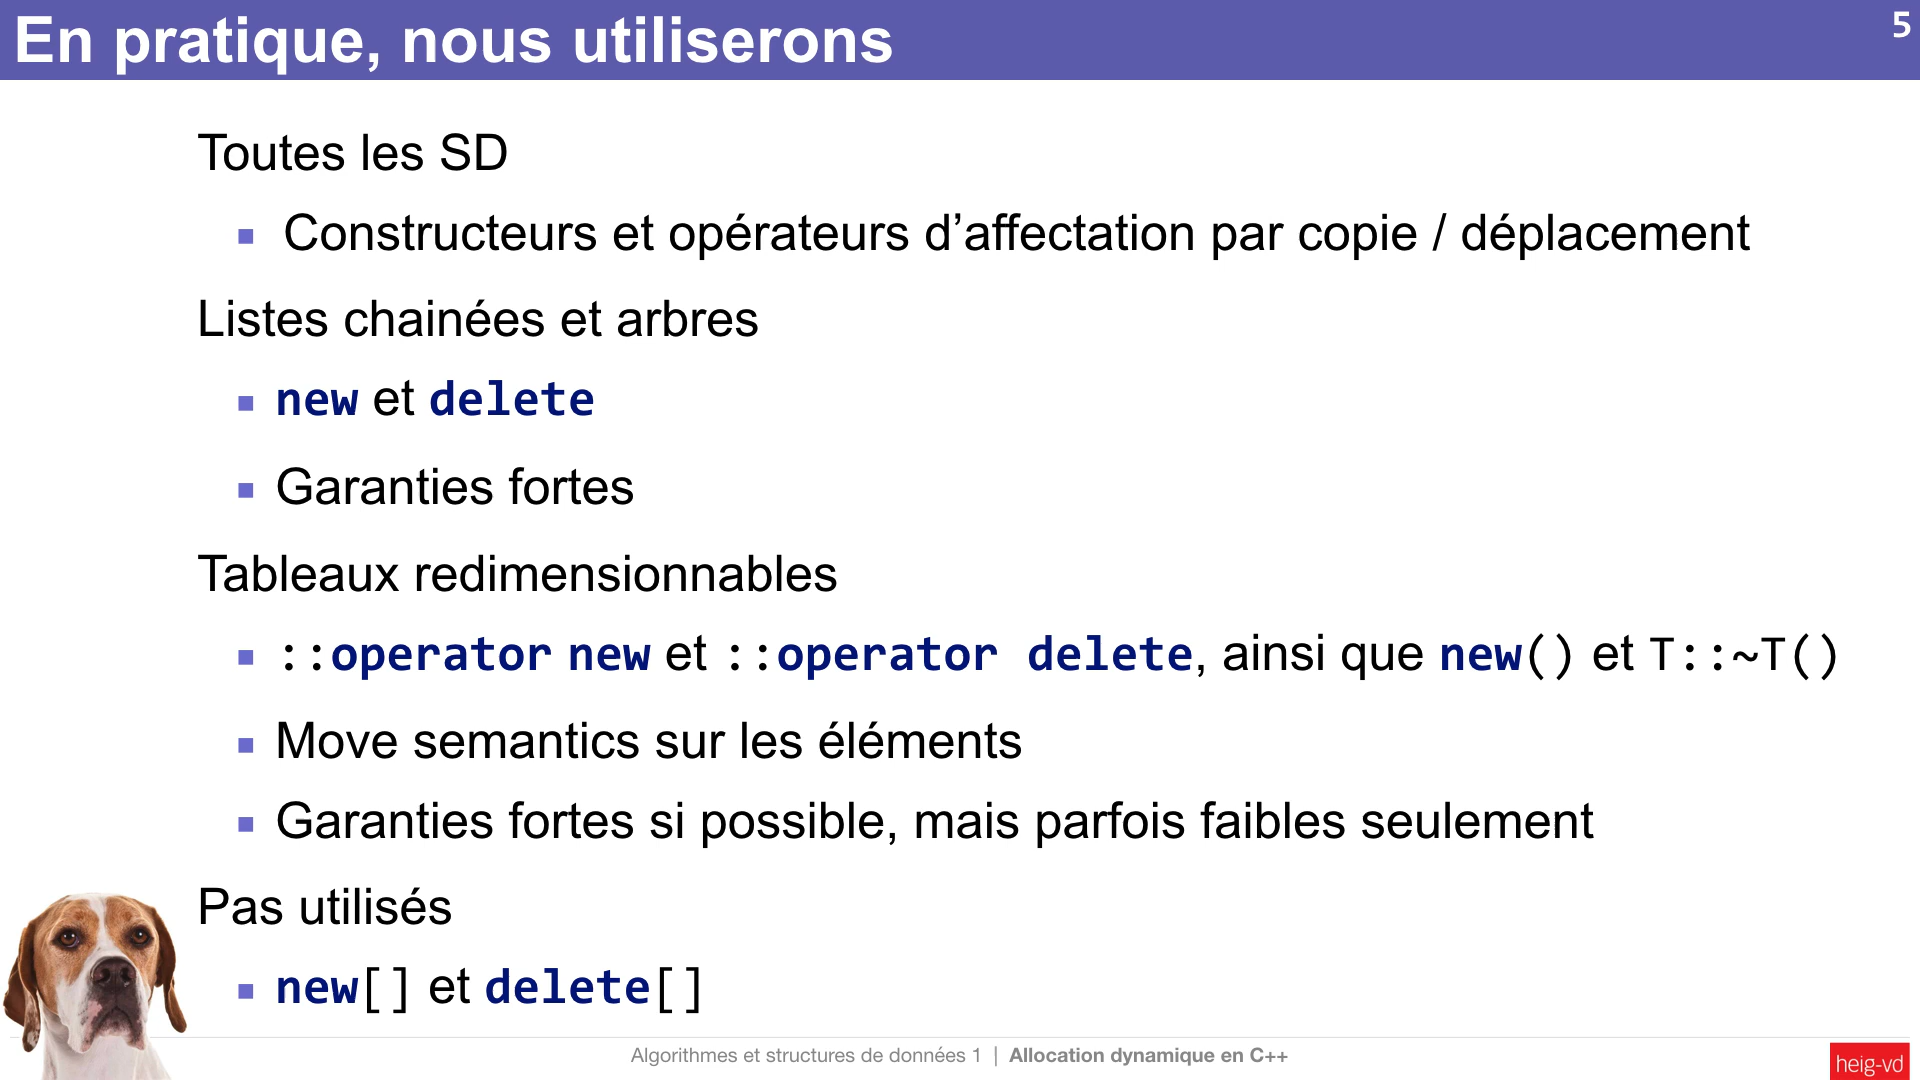 En pratique, nous utiliserons
5
Toutes les SD
Constructeurs et opérateurs d’affectation par copie / déplacement
Listes chainées et arbres
new et delete
Garanties fortes
Tableaux redimensionnables
::operator new et ::operator delete, ainsi que new() et T::~T()
Move semantics sur les éléments
Garanties fortes si possible, mais parfois faibles seulement
Pas utilisés
new[] et delete[]
Algorithmes et structures de données 1 | Allocation dynamique en C++
heig-vd